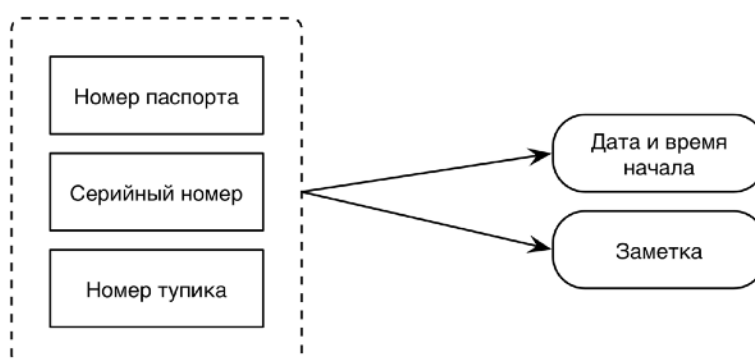 Номер паспорта
Серийный номер
Номер тупика
Дата и время
начала
Заметка